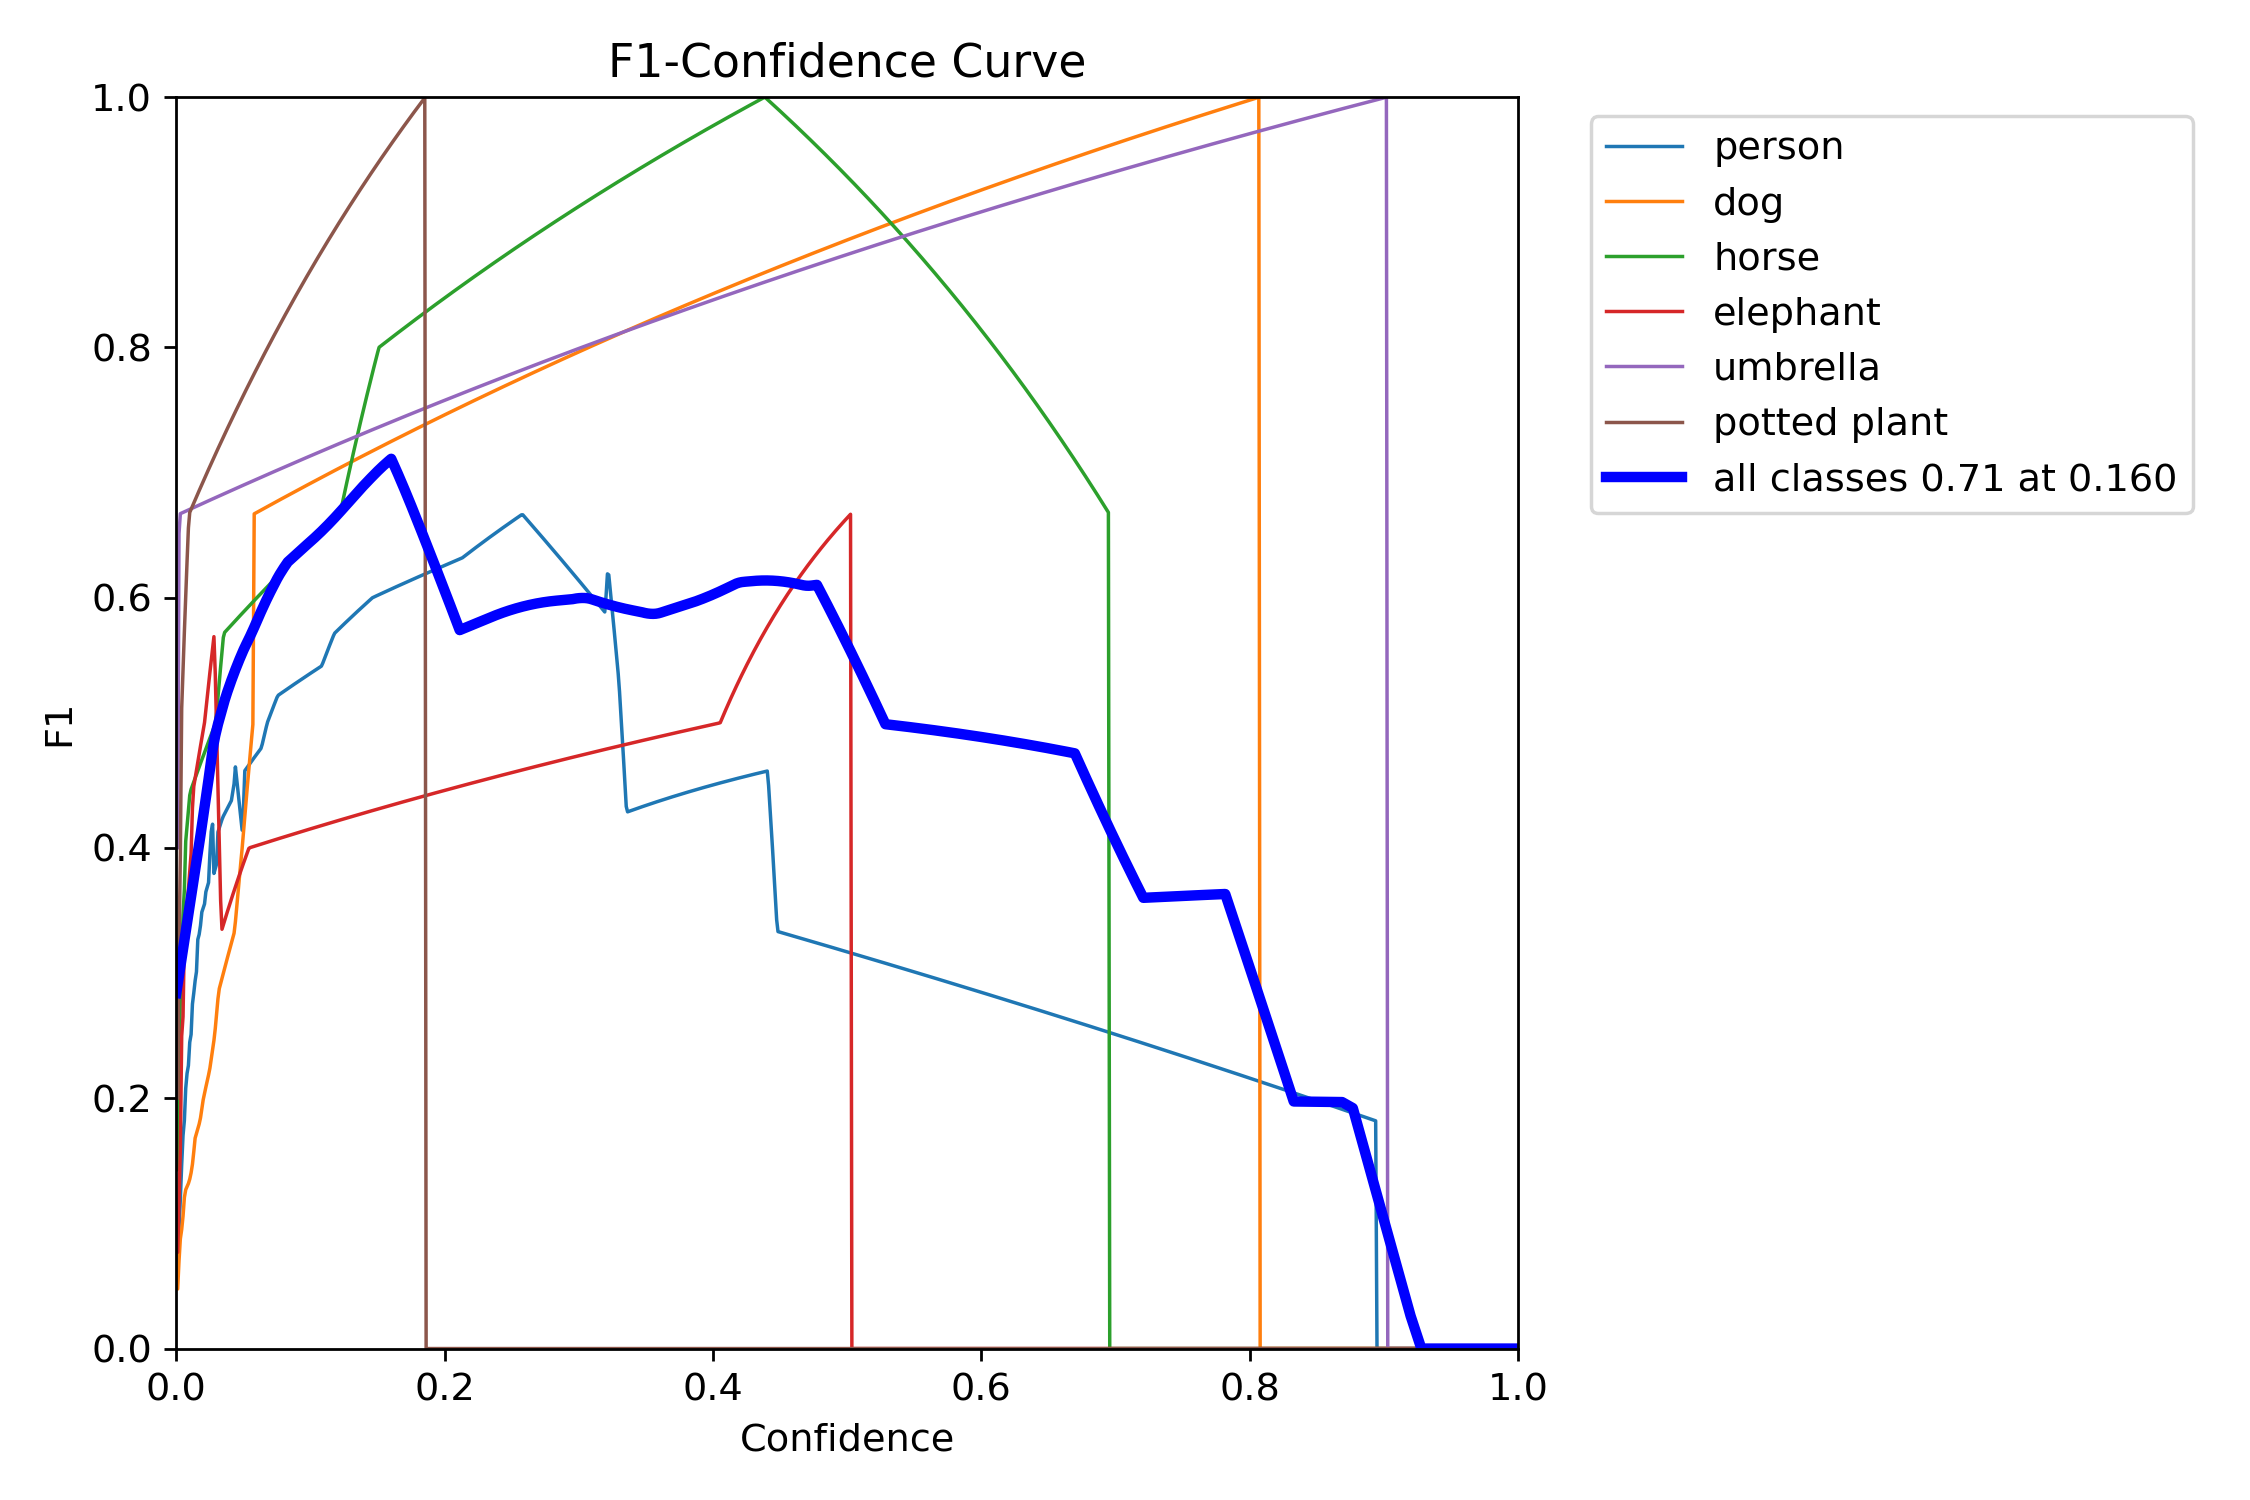 F1-Confidence Curve
1.0
0.8
0.6
0.4
0.2
0.0
F1
0.0 0.2 0.4 0.6 0.8 1.0
Confidence
person
dog
horse
elephant
umbrella
potted plant
all classes 0.71 at 0.160